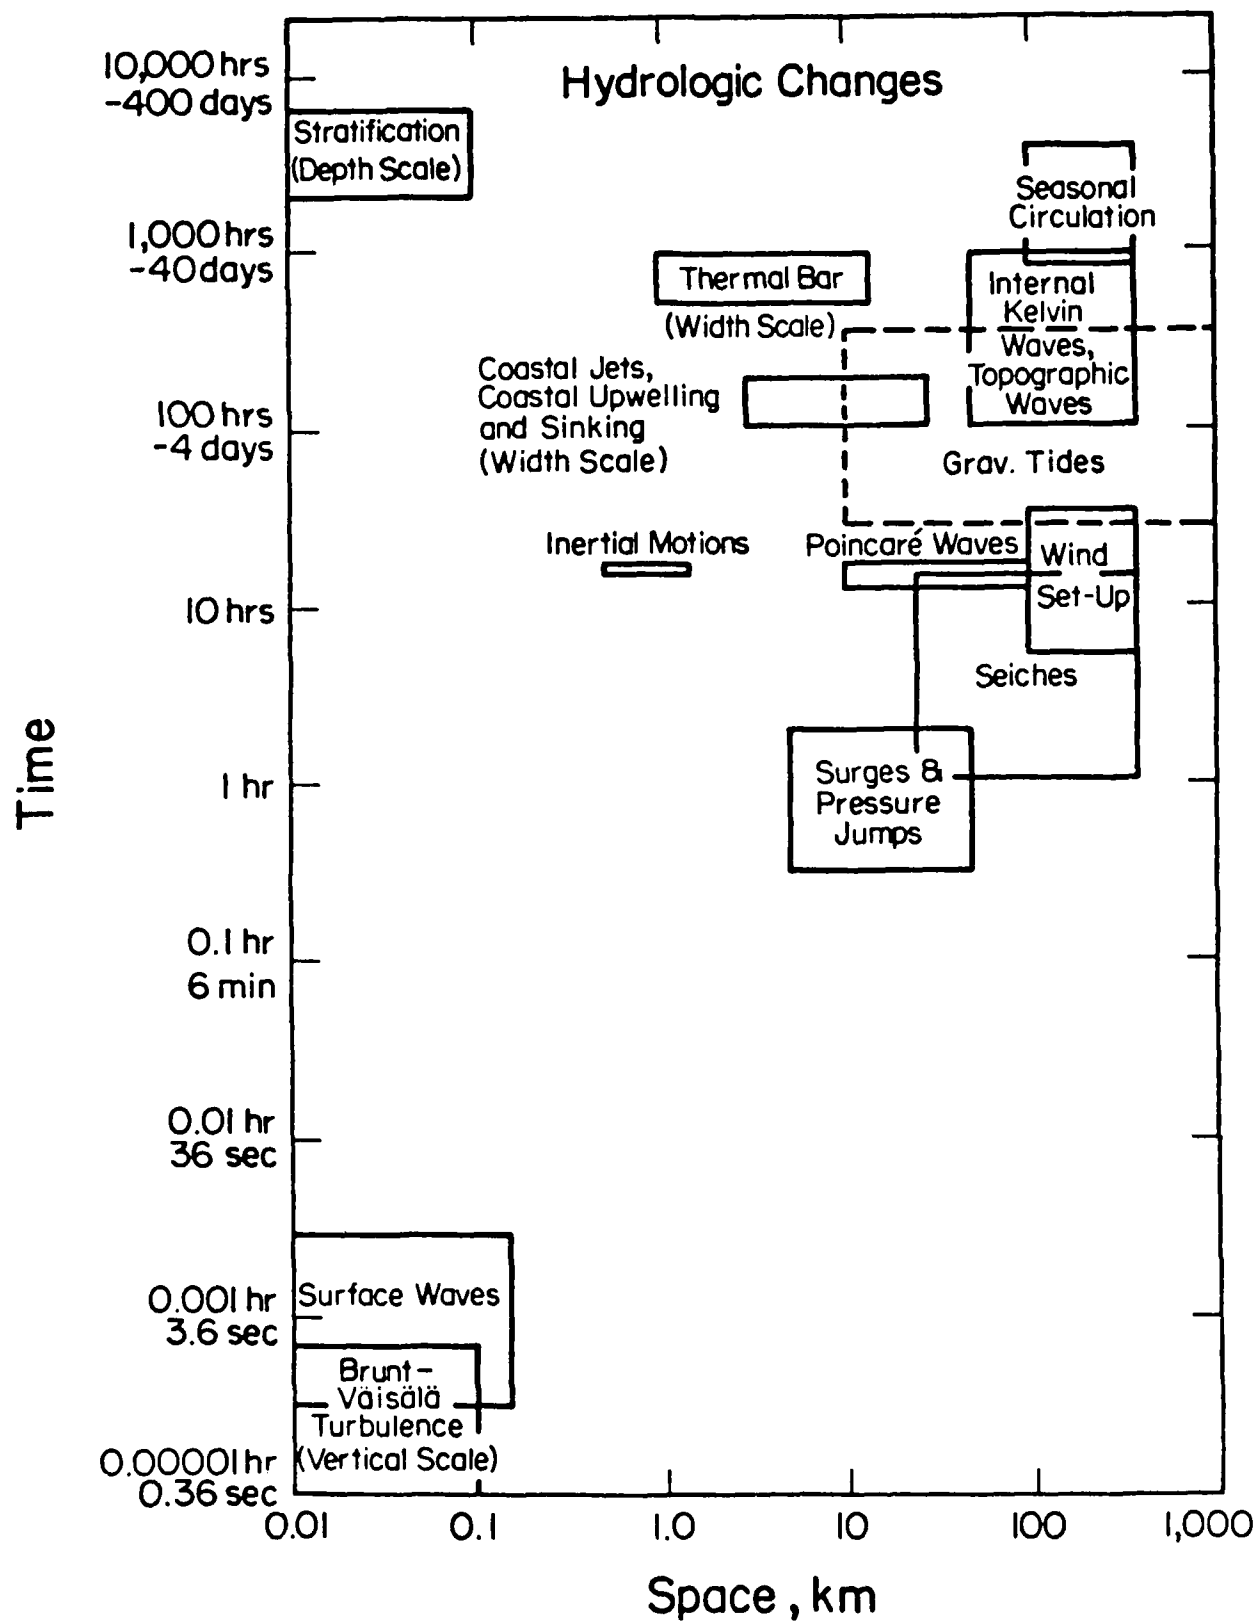 Hydrologic Changes
10,000 hrs
-400 days
Stratification
(Depth Scale)
Seasonal
Circulation
1,000 hrs
-40 days
Thermal Bar
(Width Scale)
Internal
Kelvin
Waves,
Topographic
Waves
Coastal Jets,
Coastal Upwelling
and Sinking
(Width Scale)
100 hrs
-4 days
Grav. Tides
Inertial Motions
Poincaré Waves
Wind
Set-Up
10 hrs
Seiches
Time
1 hr
Surges &
Pressure
Jumps
0.1 hr
6 min
0.01 hr
36 sec
0.001 hr
3.6 sec
Surface Waves
Brunt-
Väisälä
Turbulence
(Vertical Scale)
0.00001 hr
0.36 sec
0.01 0.1 1.0 10 100 1,000
Space, km